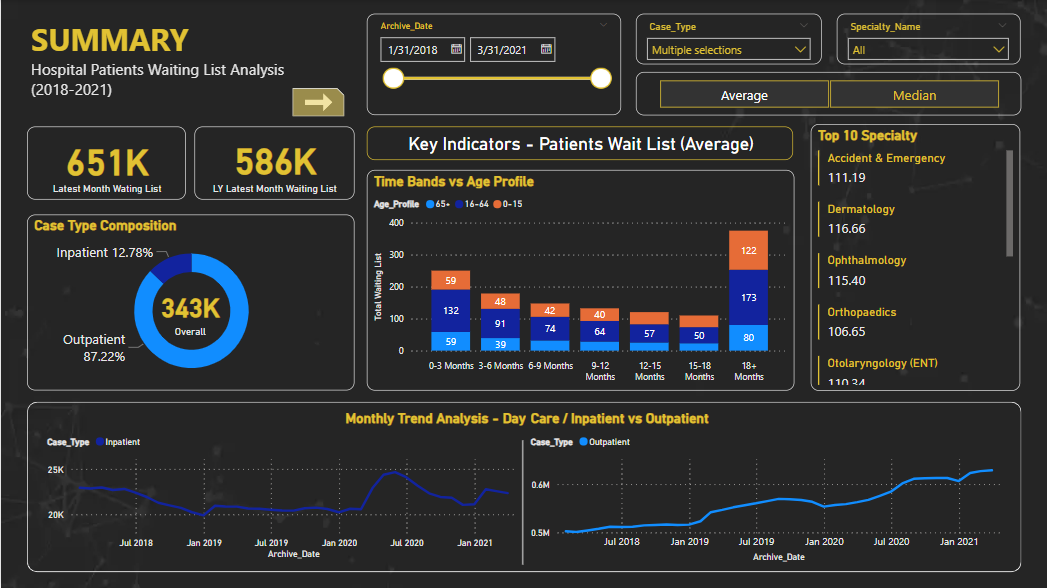 SUMMARY
Hospital Patients Waiting List Analysis
(2018-2021)
Archive_Date
1/31/2018
3/31/2021
Case_Type
Multiple selections
Specialty_Name
All
Average
Median
651K
Latest Month Wating List
586K
LY Latest Month Waiting List
Key Indicators - Patients Wait List (Average)
Case Type Composition
Inpatient 12.78%
343K
Overall
Outpatient
87.22%
Time Bands vs Age Profile
Age_Profile 65+ 16-64 0-15
Total Waiting List
400
300
200
100
0
59
132
59
48
91
39
42
74
40
64
57
50
122
173
80
0-3 Months
3-6 Months
6-9 Months
9-12
Months
12-15
Months
15-18
Months
18+
Months
Top 10 Specialty
Accident & Emergency
111.19
Dermatology
116.66
Ophthalmology
115.40
Orthopaedics
106.65
Otolaryngology (ENT)
110.34
Monthly Trend Analysis - Day Care / Inpatient vs Outpatient
Case_Type Inpatient
25K
20K
Jul 2018
Jan 2019
Jul 2019
Jan 2020
Jul 2020
Jan 2021
Archive_Date
Case_Type Outpatient
0.6M
0.5M
Jul 2018
Jan 2019
Jul 2019
Jan 2020
Jul 2020
Jan 2021
Archive_Date